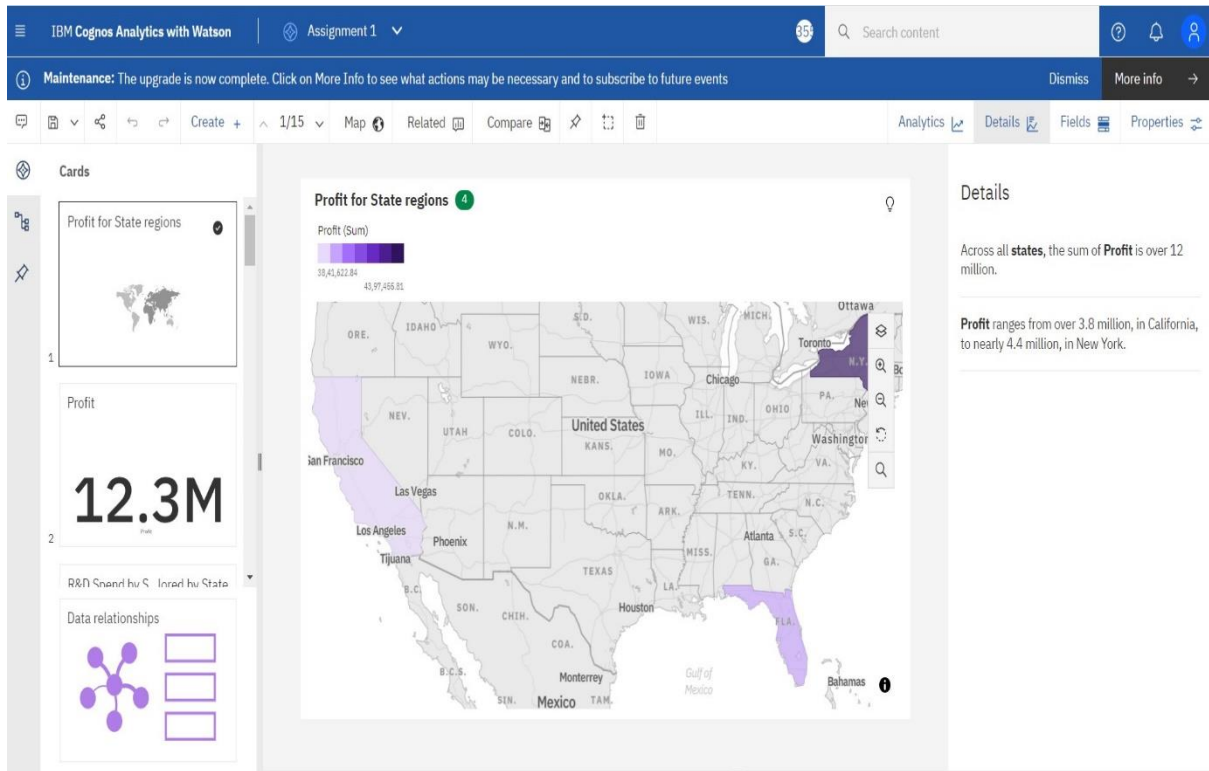 IBM Cognos Analytics with Watson
Assignment 1
Search content
Maintenance: The upgrade is now complete. Click on More Info to see what actions may be necessary and to subscribe to future events
Dismiss
More info
Create +
1/15
Map
Related
Compare
Analytics
Details
Fields
Properties
Cards
Profit for State regions
1
Profit
12.3M
Profit
2
R&D Spend by S...lored by State
Data relationships
Profit for State regions 4
Profit (Sum)
43,97,455.81
Ottawa
ORE.
IDAHO
S.D.
WIS.
MICH.
Toronto
WYO.
N.Y.
NEBR.
IOWA
Chicago
NEV.
UTAH
COLO.
United States
ILL.
IND.
OHIO
PA.
KANS.
MO.
Washington
San Francisco
KY.
VA.
Las Vegas
OKLA.
TENN.
N.C.
Los Angeles
N.M.
ARK.
Phoenix
Atlanta
S.C.
Tijuana
MISS.
GA.
TEXAS
LA.
B.C.
SON.
CHIH.
Houston
FLA.
COA.
B.C.S.
Monterrey
Gulf of
Mexico
Bahamas
SIN.
Mexico
TAM.
Details
Across all states, the sum of Profit is over 12
million.
Profit ranges from over 3.8 million, in California,
to nearly 4.4 million, in New York.